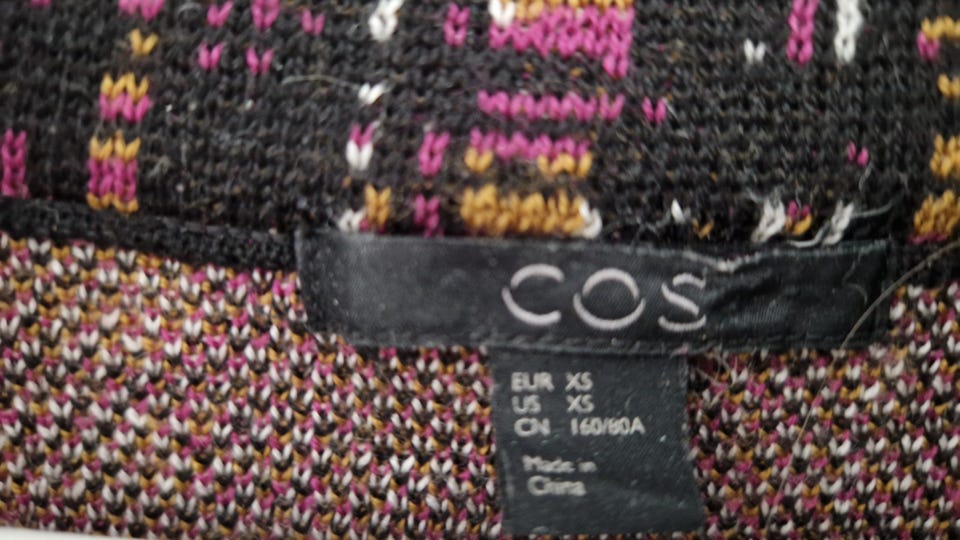 COS
EUR XS
US XS
CN 160/80A
Made in
China